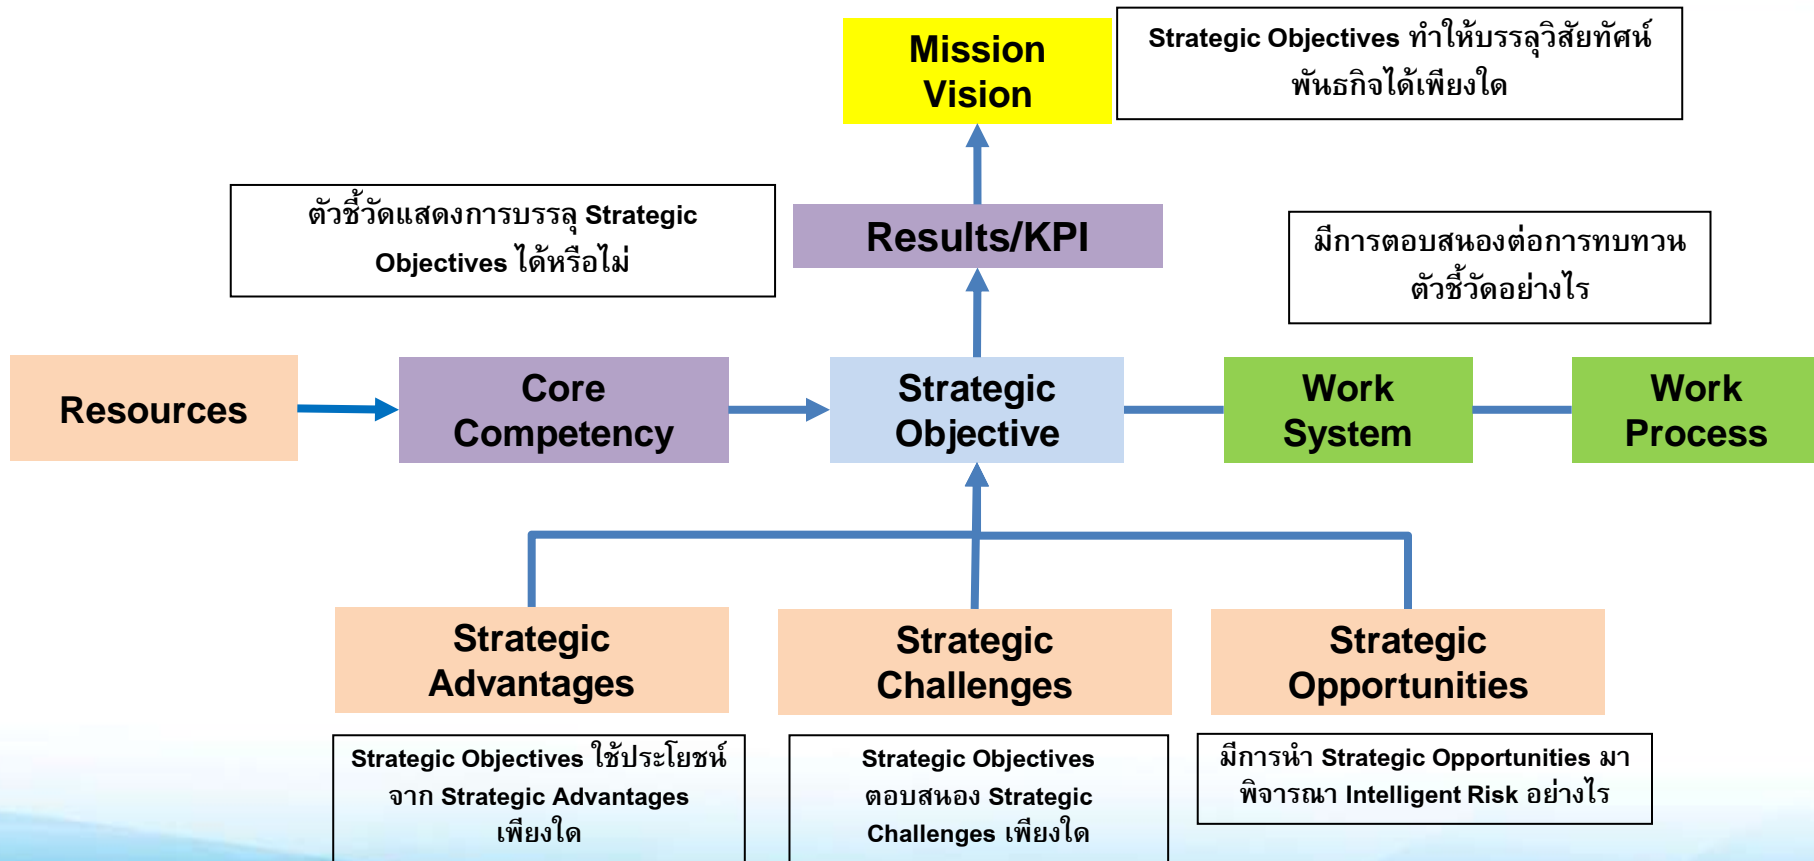 Mission
Vision
Strategic Objectives ทำให้บรรลุวิสัยทัศน์
พันธกิจได้เพียงใด
ตัวชี้วัดแสดงการบรรลุ Strategic
Objectives ได้หรือไม่
Results/KPI
มีการตอบสนองต่อการทบทวน
ตัวชี้วัดอย่างไร
Resources
Core
Competency
Strategic
Objective
Work
System
Work
Process
Strategic
Advantages
Strategic
Challenges
Strategic
Opportunities
Strategic Objectives ใช้ประโยชน์
จาก Strategic Advantages
เพียงใด
Strategic Objectives
ตอบสนอง Strategic
Challenges เพียงใด
มีการนำ Strategic Opportunities มา
พิจารณา Intelligent Risk อย่างไร